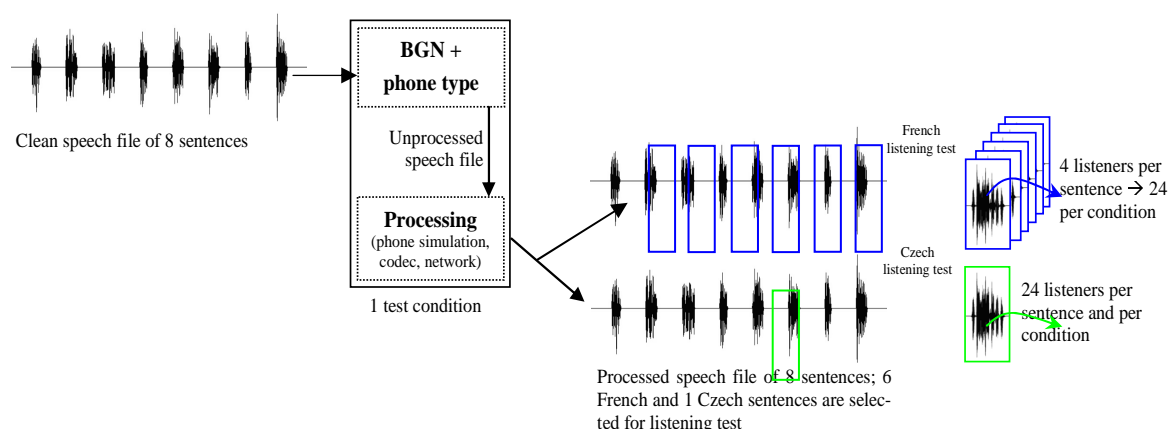 Clean speech file of 8 sentences
BGN +
phone type
Unprocessed
speech file
Processing
(phone simulation,
codec, network)
1 test condition
French
listening test
4 listeners per
sentence → 24
per condition
Czech
listening test
24 listeners per
sentence and per
condition
Processed speech file of 8 sentences; 6
French and 1 Czech sentences are selec-
ted for listening test